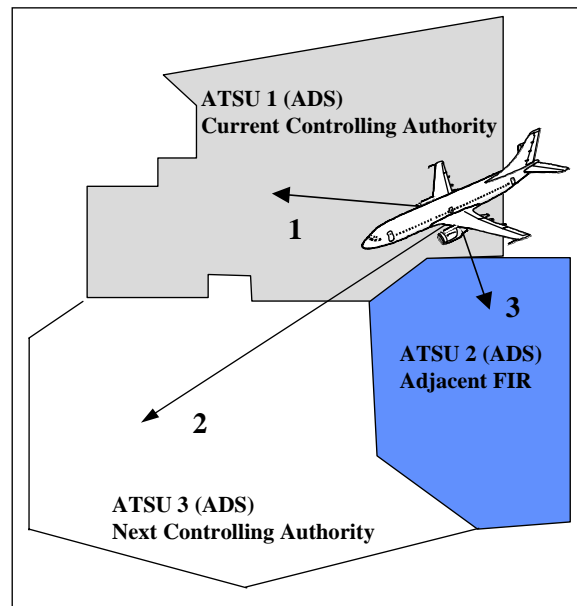 ATSU 1 (ADS)
Current Controlling Authority
1
3
ATSU 2 (ADS)
Adjacent FIR
2
ATSU 3 (ADS)
Next Controlling Authority